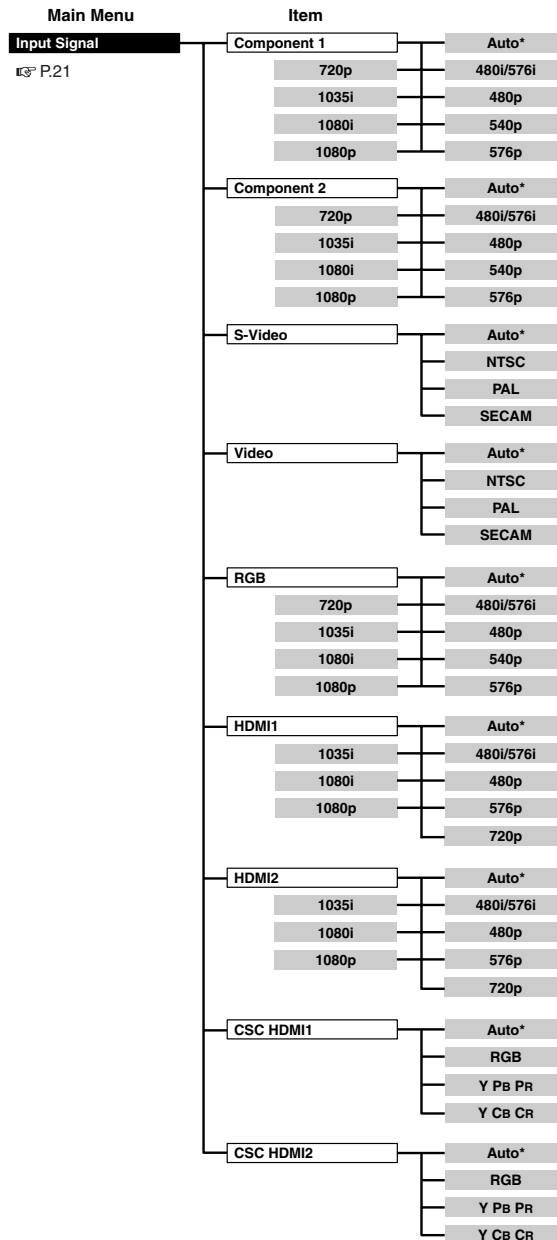 Main Menu Item
Input Signal Component 1 Auto*
☞ P.21 720p 480i/576i
1035i 480p
1080i 540p
1080p 576p
Component 2 Auto*
720p 480i/576i
1035i 480p
1080i 540p
1080p 576p
S-Video Auto*
NTSC
PAL
SECAM
Video Auto*
NTSC
PAL
SECAM
RGB Auto*
720p 480i/576i
1035i 480p
1080i 540p
1080p 576p
HDMI1 Auto*
1035i 480i/576i
1080i 480p
1080p 576p
720p
HDMI2 Auto*
1035i 480i/576i
1080i 480p
1080p 576p
720p
CSC HDMI1 Auto*
RGB
Y PB PR
Y CB CR
CSC HDMI2 Auto*
RGB
Y PB PR
Y CB CR